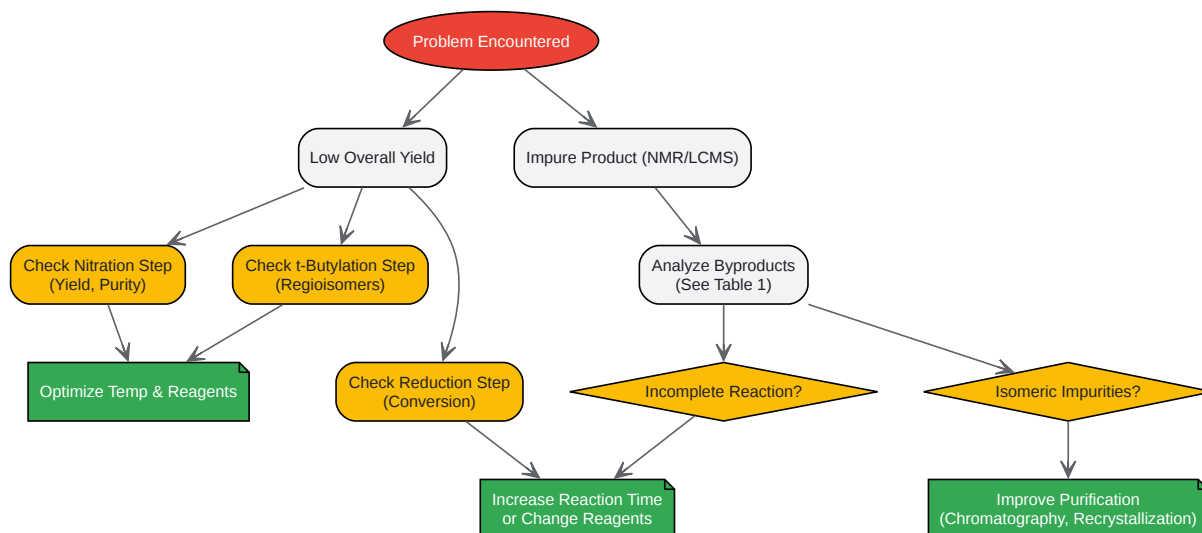 Problem Encountered
Low Overall Yield
Impure Product (NMR/LCMS)
Check Nitration Step
(Yield, Purity)
Check t-Butylation Step
(Regioisomers)
Analyze Byproducts
(See Table 1)
Optimize Temp & Reagents
Check Reduction Step
(Conversion)
Incomplete Reaction?
Isomeric Impurities?
Increase Reaction Time
or Change Reagents
Improve Purification
(Chromatography, Recrystallization)